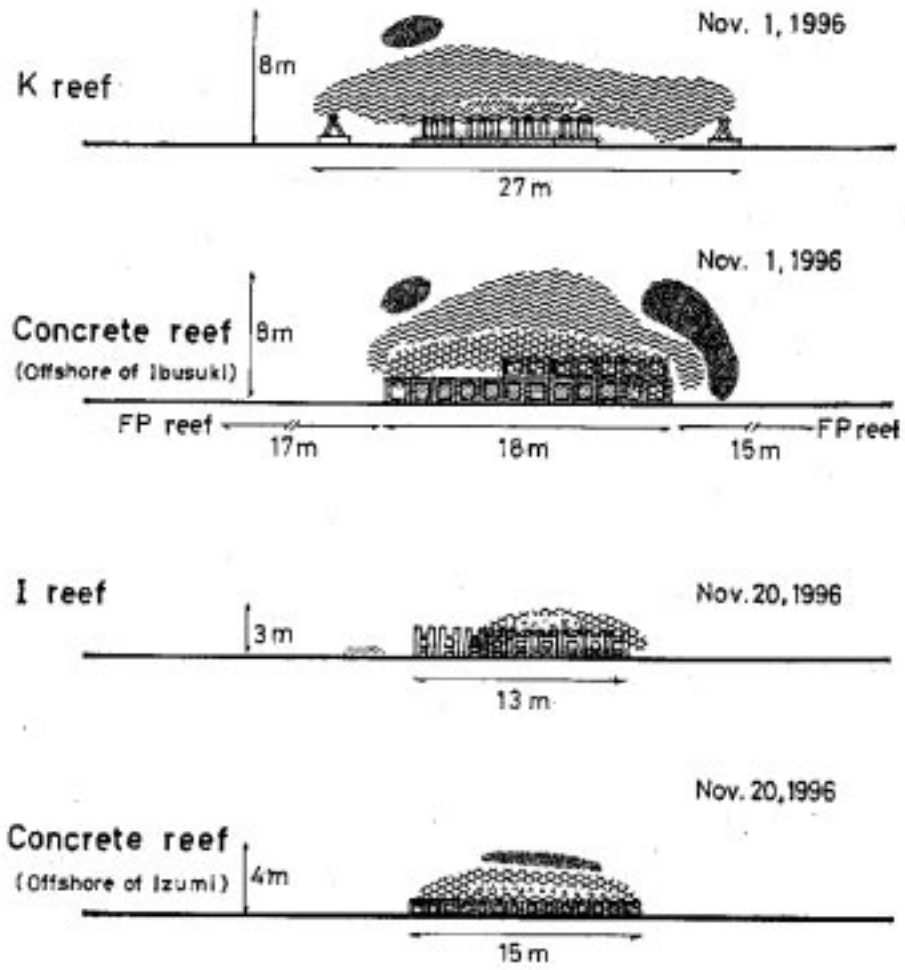 Nov. 1, 1996
K reef
8m
27 m
Nov. 1, 1996
Concrete reef
8m
(Offshore of Ibusuki)
FP reef
FP reef
17m
18m
15m
I reef
Nov. 20, 1996
3m
13 m
Nov. 20, 1996
Concrete reef
(Offshore of Izumi)
4m
15 m